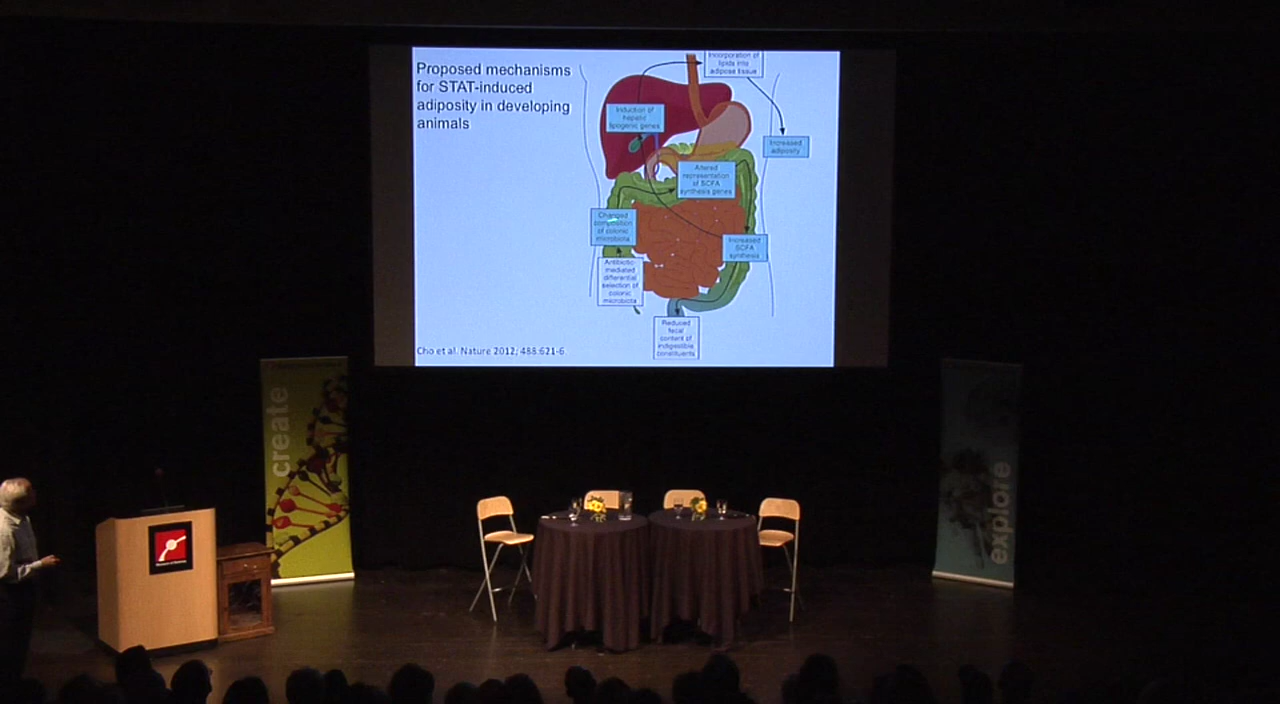 Proposed mechanisms
for STAT-induced
adiposity in developing
animals
Incorporation of
lipids into
adipose tissue
Induction of
hepatic
lipogenic genes
Increased
adiposity
Altered
representation
of SCFA
synthesis genes
Changed
composition
of colonic
microbiota
Increased
SCFA
synthesis
Antibiotic-
mediated
differential
selection of
colonic
microbiota
Reduced
fecal
content of
indigestible
constituents
Cho et al. Nature 2012; 488:621-6
create
explore
Museum of Science